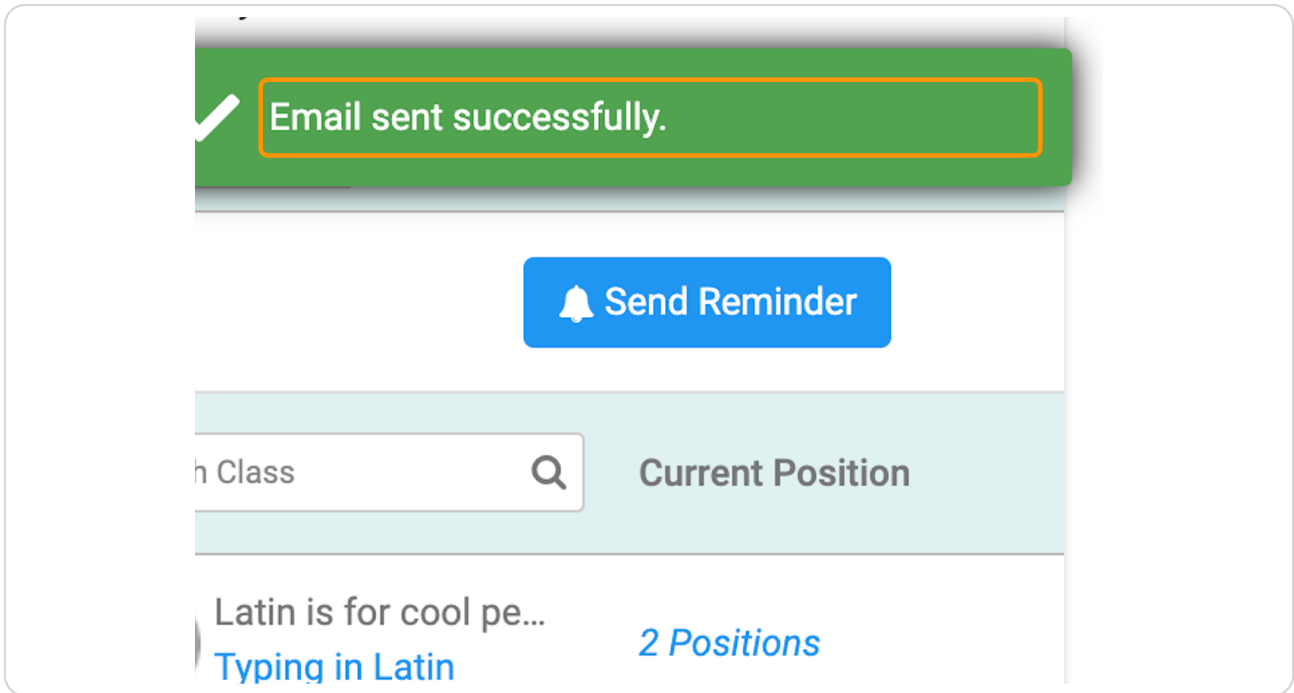 Email sent successfully.
Send Reminder
Class
Current Position
Latin is for cool pe...
2 Positions
Typing in Latin